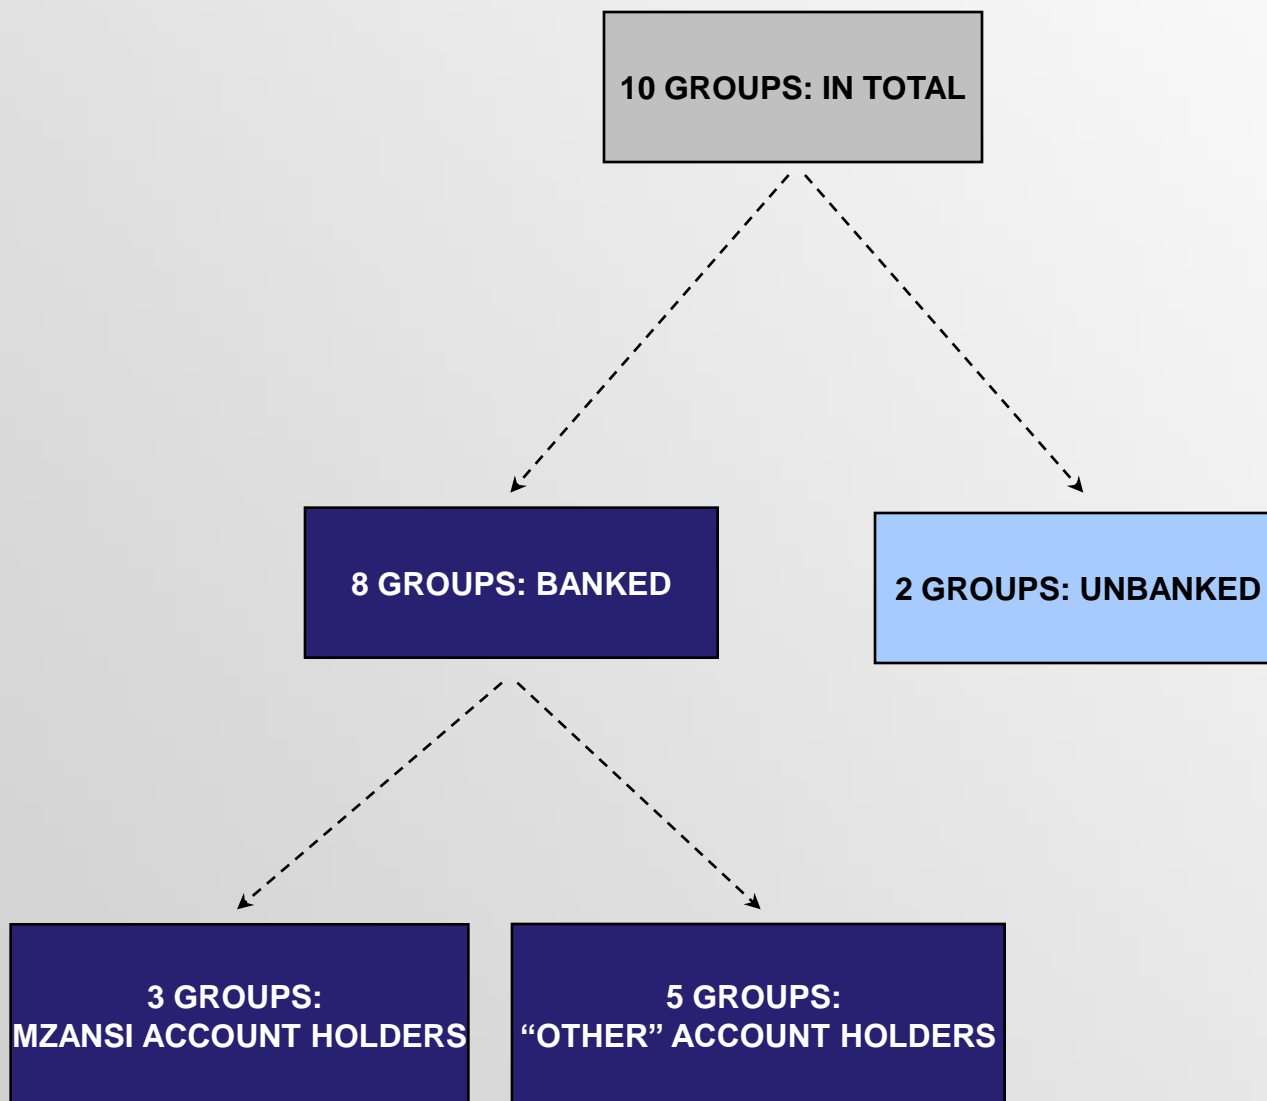 10 GROUPS: IN TOTAL
8 GROUPS: BANKED
2 GROUPS: UNBANKED
3 GROUPS:
MZANSI ACCOUNT HOLDERS
5 GROUPS:
“OTHER” ACCOUNT HOLDERS